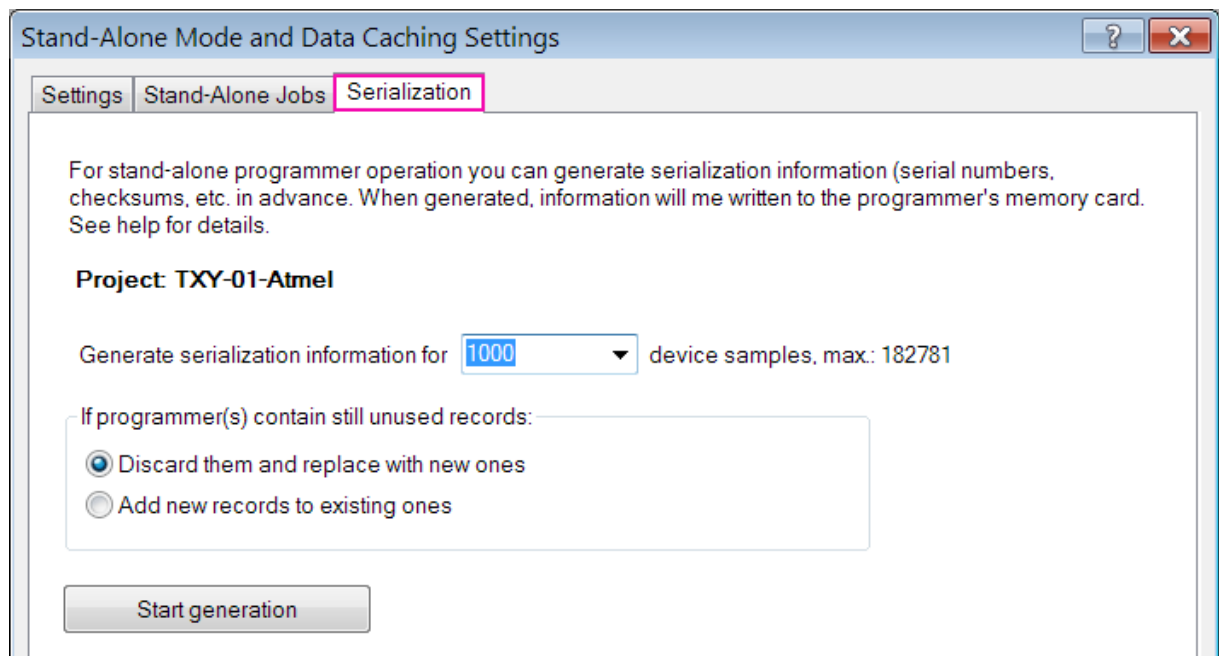 Stand-Alone Mode and Data Caching Settings
?
Settings
Stand-Alone Jobs
Serialization
For stand-alone programmer operation you can generate serialization information (serial numbers,
checksums, etc. in advance. When generated, information will me written to the programmer's memory card.
See help for details.
Project: TXY-01-Atmel
Generate serialization information for 1000 device samples, max.: 182781
If programmer(s) contain still unused records:
Discard them and replace with new ones
Add new records to existing ones
Start generation